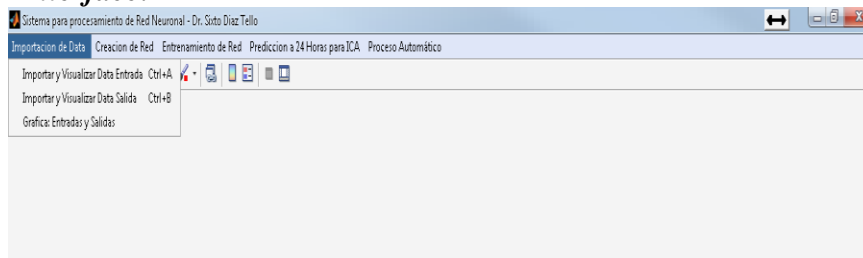 Sistema para procesamiento de Red Neuronal - Dr. Sixto Diaz Tello
Importacion de Data Creacion de Red Entrenamiento de Red Prediccion a 24 Horas para ICA Proceso Automático
Importar y Visualizar Data Entrada Ctrl+A
Importar y Visualizar Data Salida Ctrl+B
Grafica: Entradas y Salidas